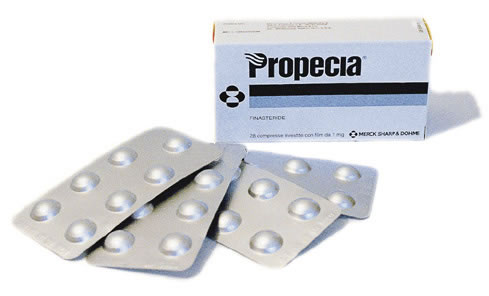 Propecia®
FINASTERIDE
28 compresse rivestite con film da 1 mg
MERCK SHARP & DOHME